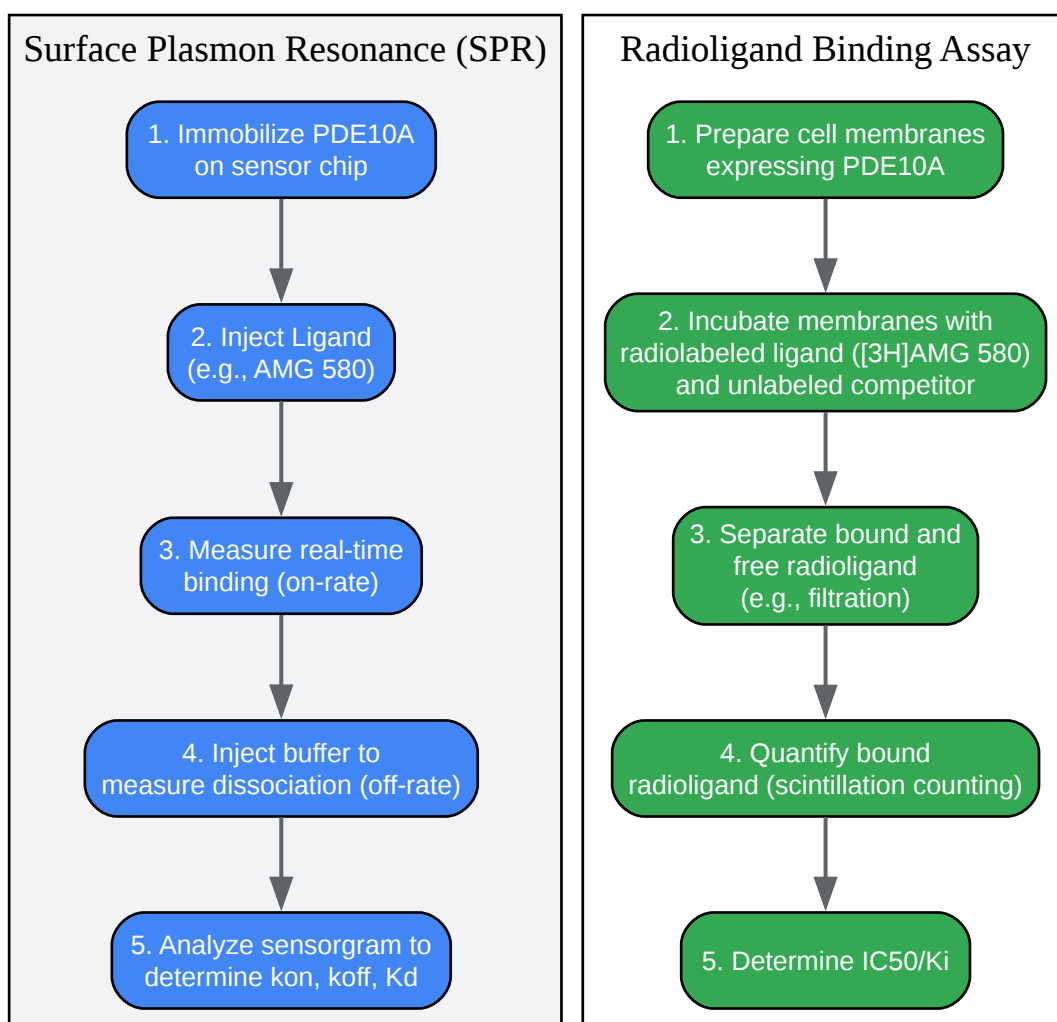 Surface Plasmon Resonance (SPR)
1. Immobilize PDE10A
on sensor chip
2. Inject Ligand
(e.g., AMG 580)
3. Measure real-time
binding (on-rate)
4. Inject buffer to
measure dissociation (off-rate)
5. Analyze sensorgram to
determine kon, koff, Kd
Radioligand Binding Assay
1. Prepare cell membranes
expressing PDE10A
2. Incubate membranes with
radiolabeled ligand ([3H]AMG 580)
and unlabeled competitor
3. Separate bound and
free radioligand
(e.g., filtration)
4. Quantify bound
radioligand (scintillation counting)
5. Determine IC50/Ki